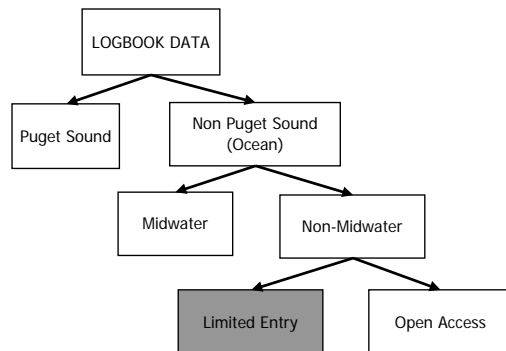 LOGBOOK DATA
Puget Sound
Non Puget Sound
(Ocean)
Midwater
Non-Midwater
Limited Entry
Open Access